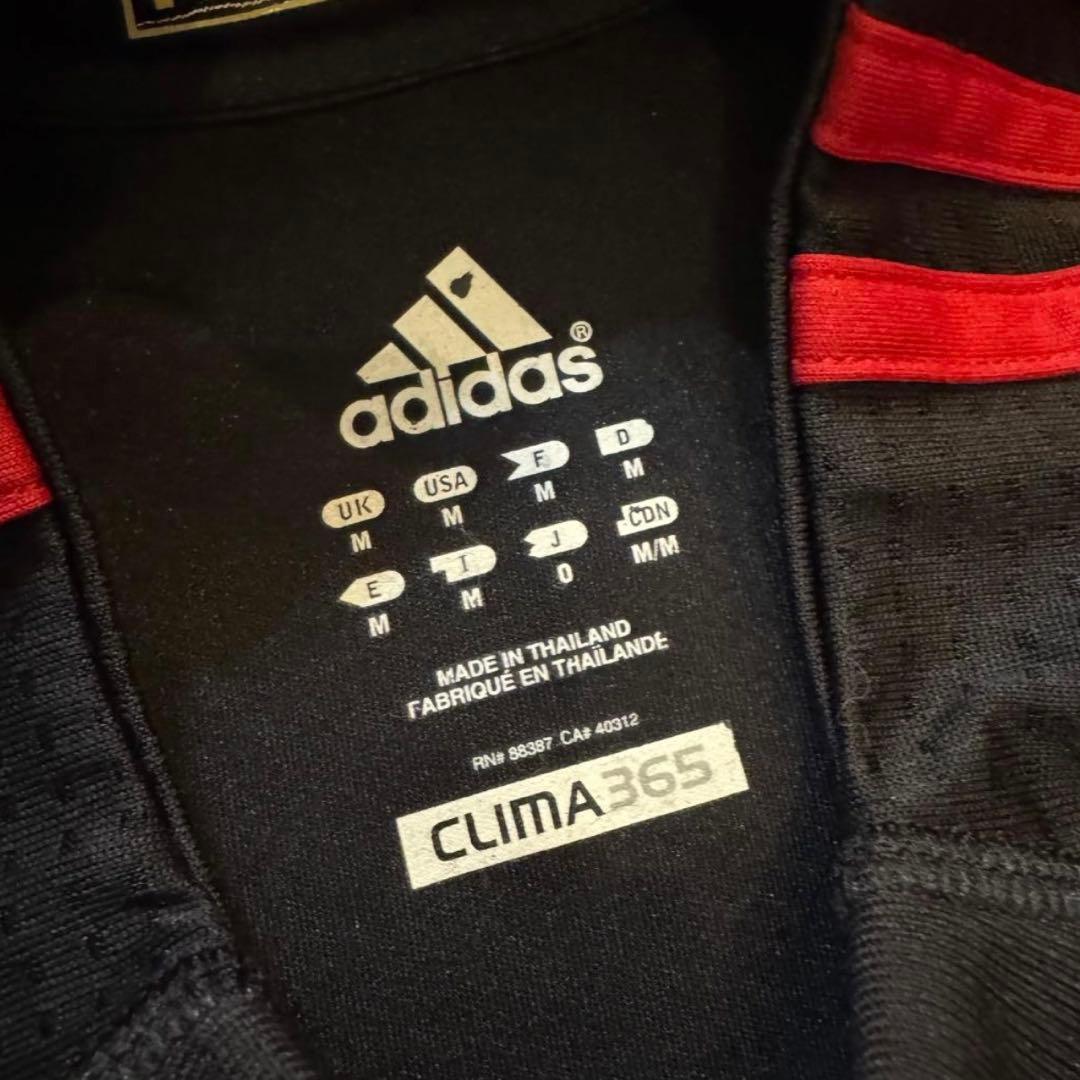 adidas®
UK USA F D
M M M M
E I J CDN
M M O M/M
MADE IN THAILAND
FABRIQUÉ EN THAÏLANDE
RN# 88387 CA# 40312
CLIMA365